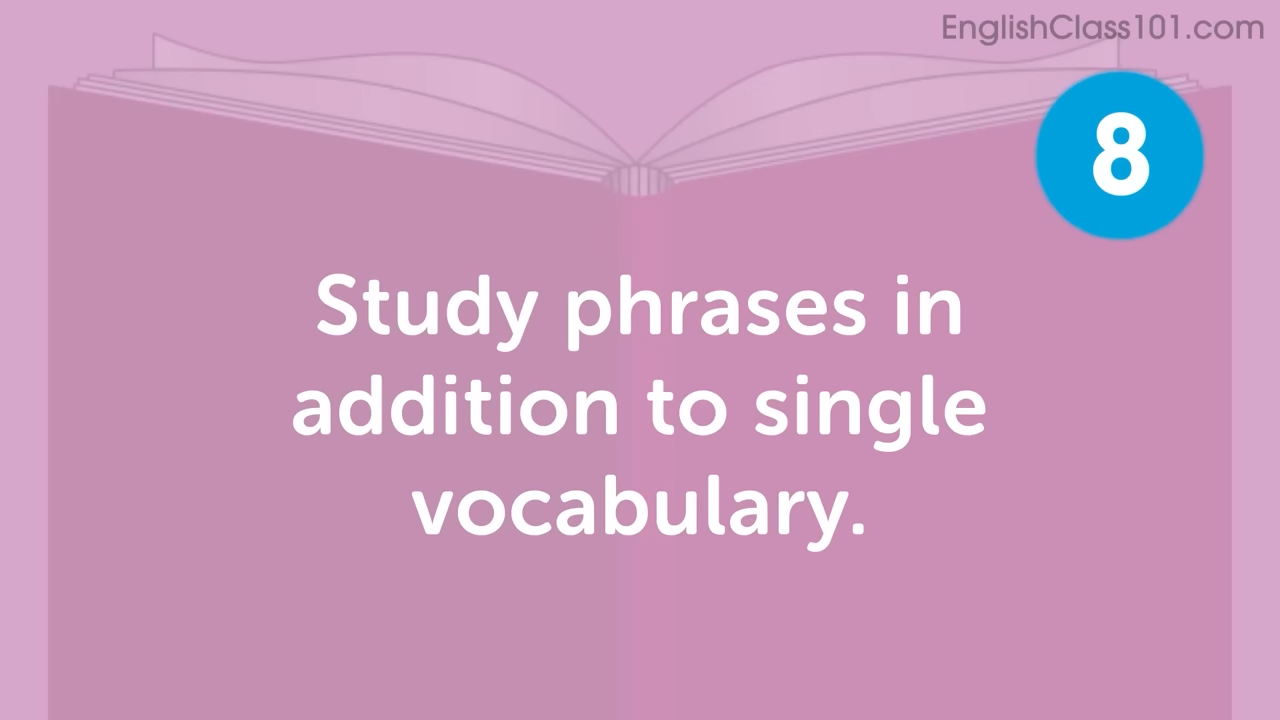 EnglishClass101.com
8
Study phrases in
addition to single
vocabulary.